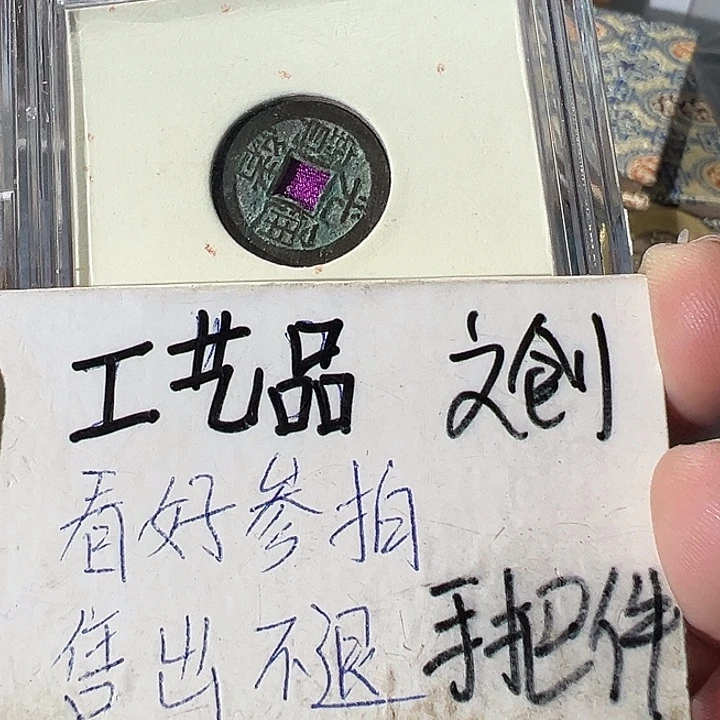 工艺品 文创
看好参拍
售出不退 手把件